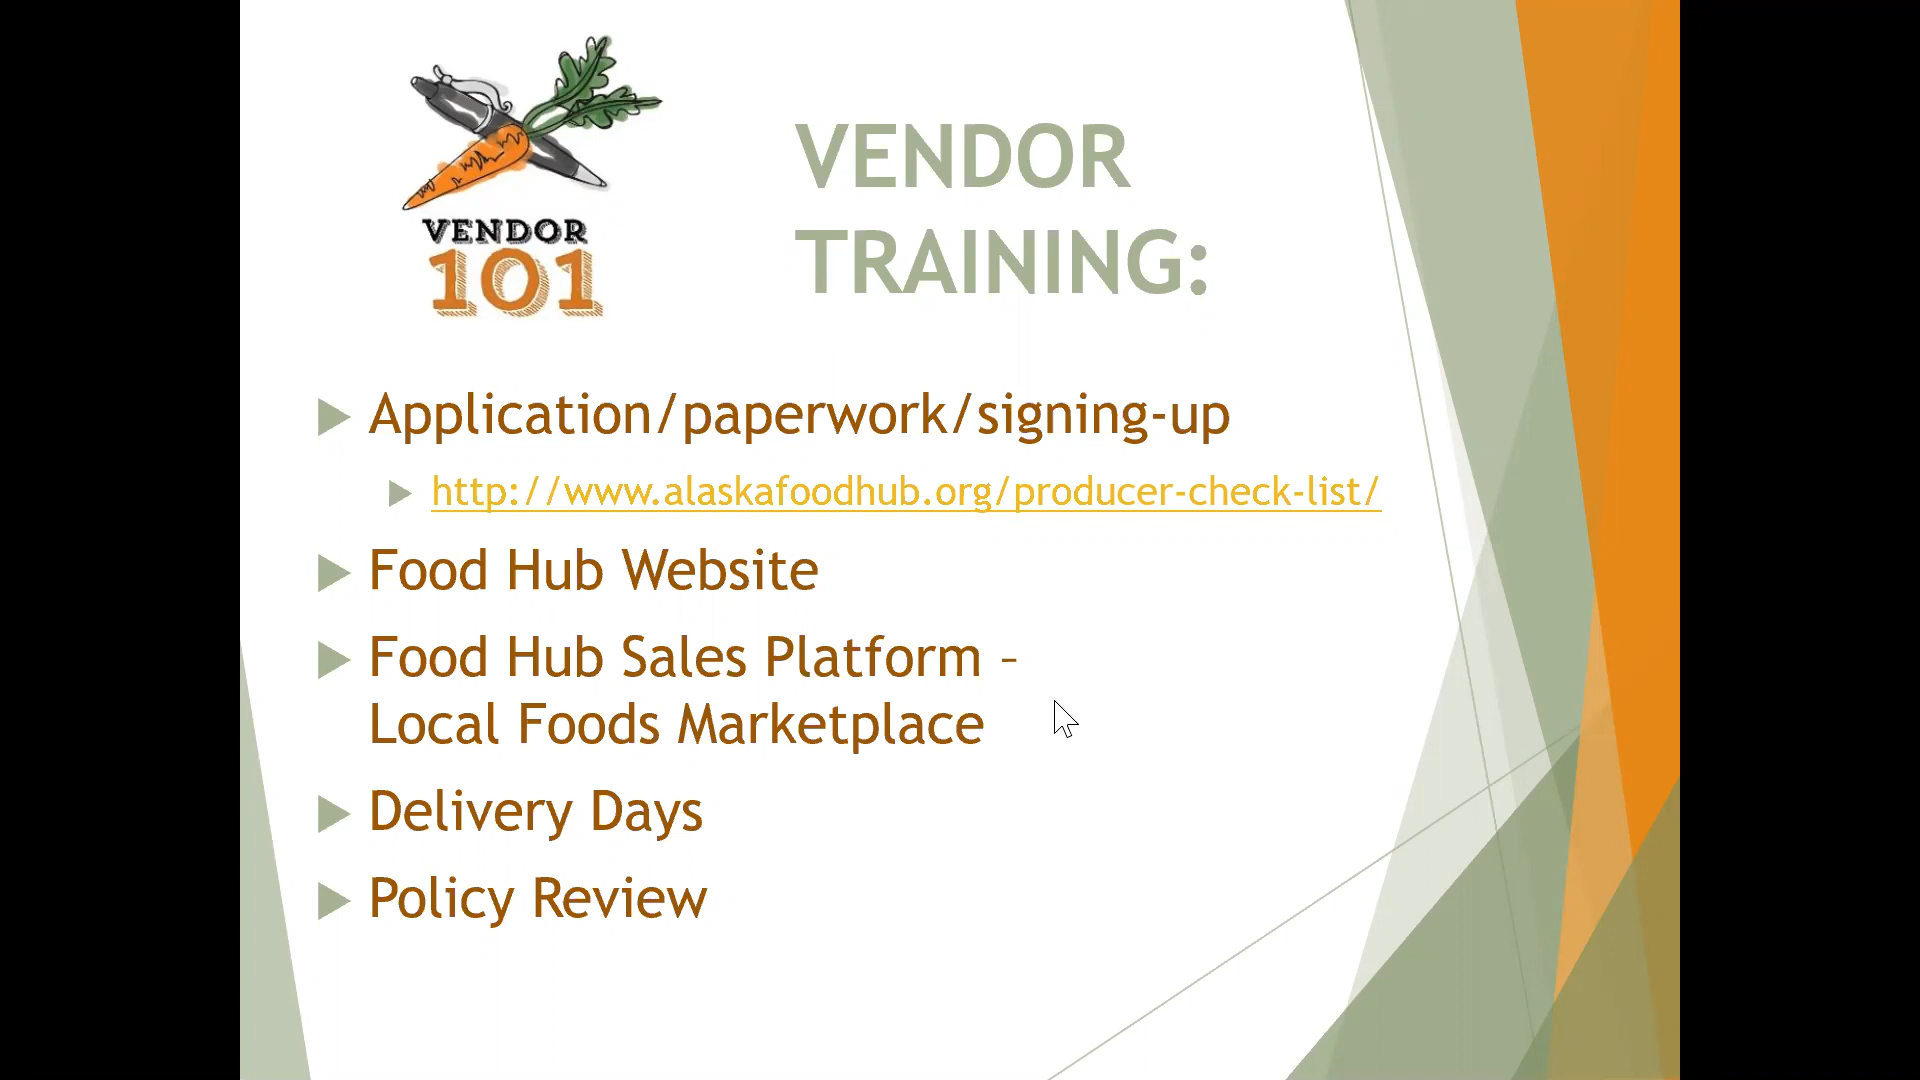 VENDOR
101
VENDOR
TRAINING:
Application/paperwork/signing-up
http://www.alaskafoodhub.org/producer-check-list/
Food Hub Website
Food Hub Sales Platform –
Local Foods Marketplace
Delivery Days
Policy Review